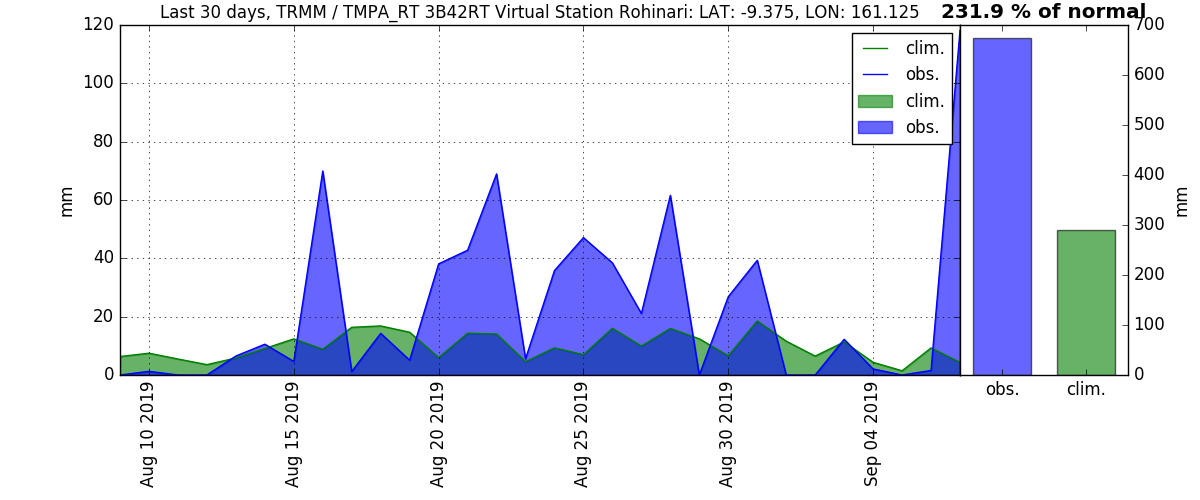 Last 30 days, TRMM / TMPA_RT 3B42RT Virtual Station Rohinari: LAT: -9.375, LON: 161.125
231.9 % of normal
120
100
80
60
40
20
0
mm
clim.
obs.
clim.
obs.
700
600
500
400
300
200
100
0
mm
Aug 10 2019
Aug 15 2019
Aug 20 2019
Aug 25 2019
Aug 30 2019
Sep 04 2019
obs.
clim.